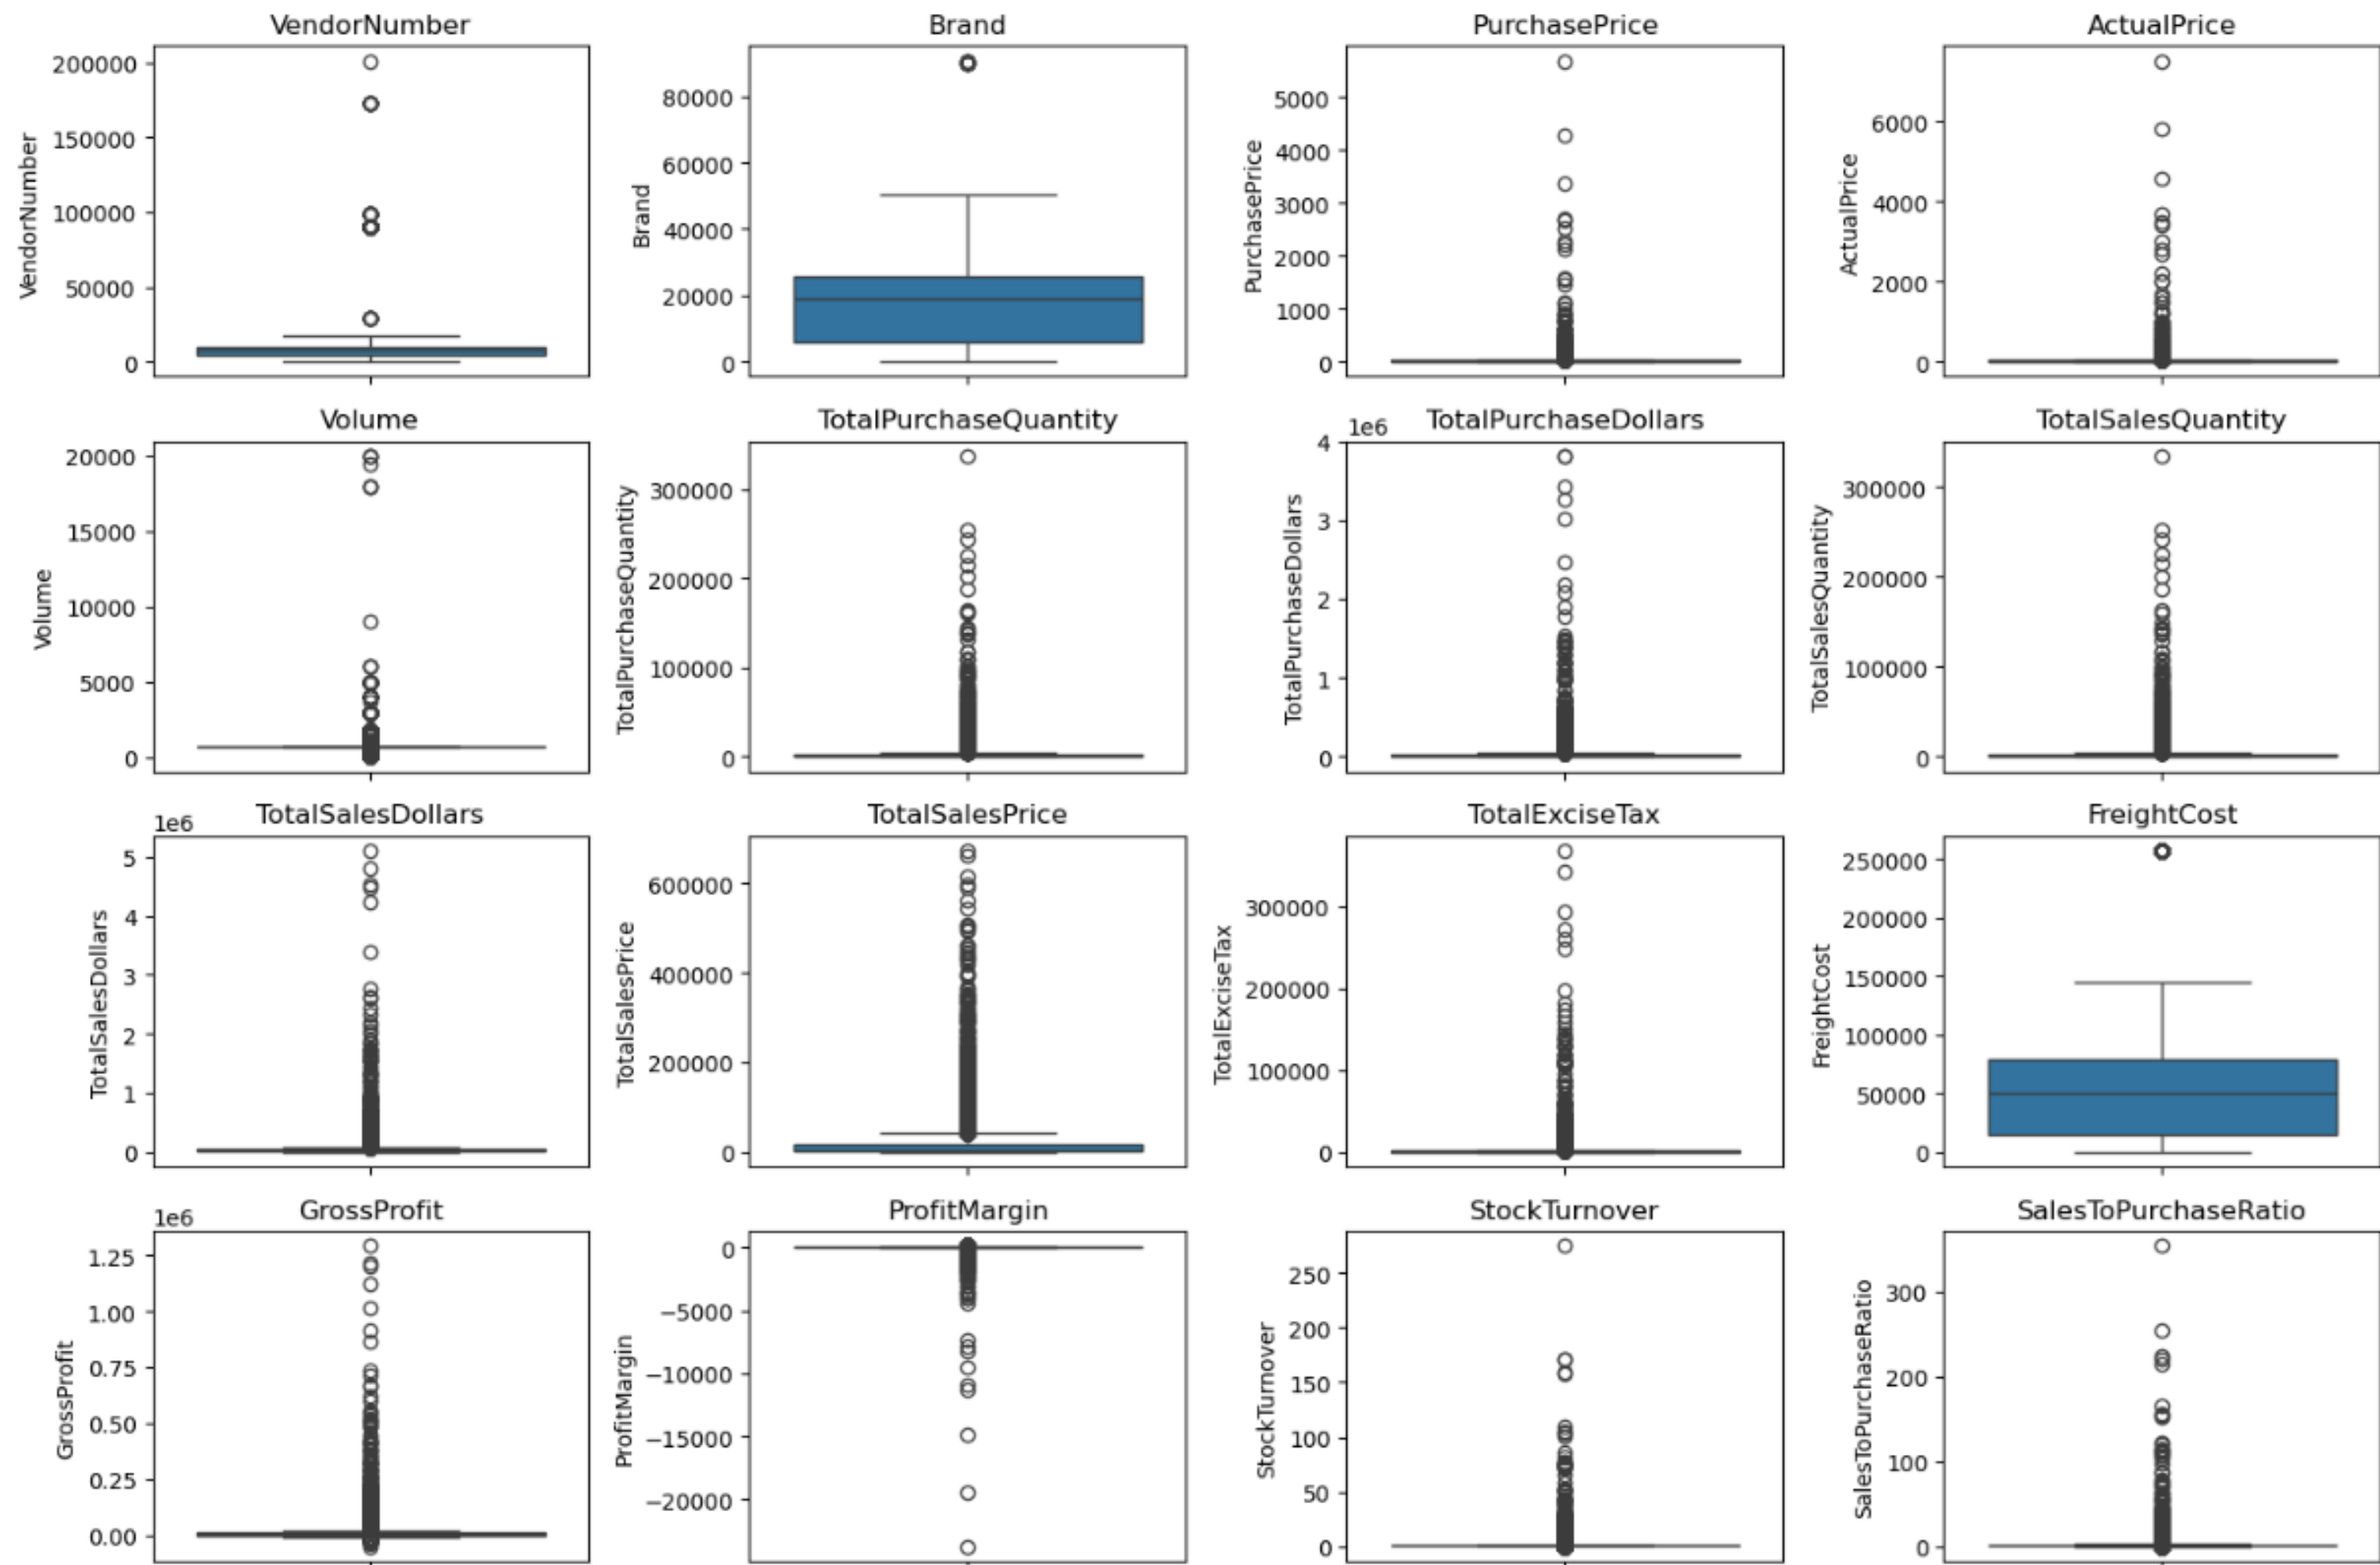 VendorNumber
VendorNumber
200000
150000
100000
50000
0
Brand
Brand
80000
60000
40000
20000
0
PurchasePrice
PurchasePrice
5000
4000
3000
2000
1000
0
ActualPrice
ActualPrice
6000
4000
2000
0
Volume
Volume
20000
15000
10000
5000
0
TotalPurchaseQuantity
TotalPurchaseQuantity
300000
200000
100000
0
TotalPurchaseDollars
1e6
TotalPurchaseDollars
4
3
2
1
0
TotalSalesQuantity
TotalSalesQuantity
300000
200000
100000
0
TotalSalesDollars
1e6
TotalSalesDollars
5
4
3
2
1
0
TotalSalesPrice
TotalSalesPrice
600000
400000
200000
0
TotalExciseTax
TotalExciseTax
300000
200000
100000
0
FreightCost
FreightCost
250000
200000
150000
100000
50000
0
GrossProfit
1e6
GrossProfit
1.25
1.00
0.75
0.50
0.25
0.00
ProfitMargin
ProfitMargin
0
−5000
−10000
−15000
−20000
StockTurnover
StockTurnover
250
200
150
100
50
0
SalesToPurchaseRatio
SalesToPurchaseRatio
300
200
100
0